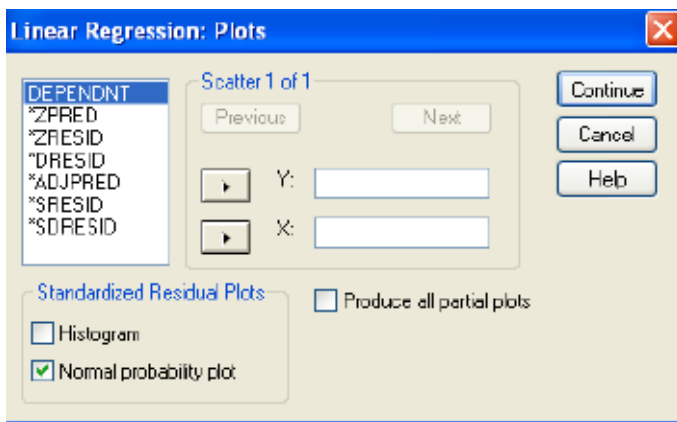 Linear Regression: Plots
DEPENDNT
*ZPRED
*ZRESID
*DRESID
*ADJPRED
*SRESID
*SDRESID
Scatter 1 of 1
Previous
Next
Y:
X:
Continue
Cancel
Help
Standardized Residual Plots
Histogram
Normal probability plot
Produce all partial plots